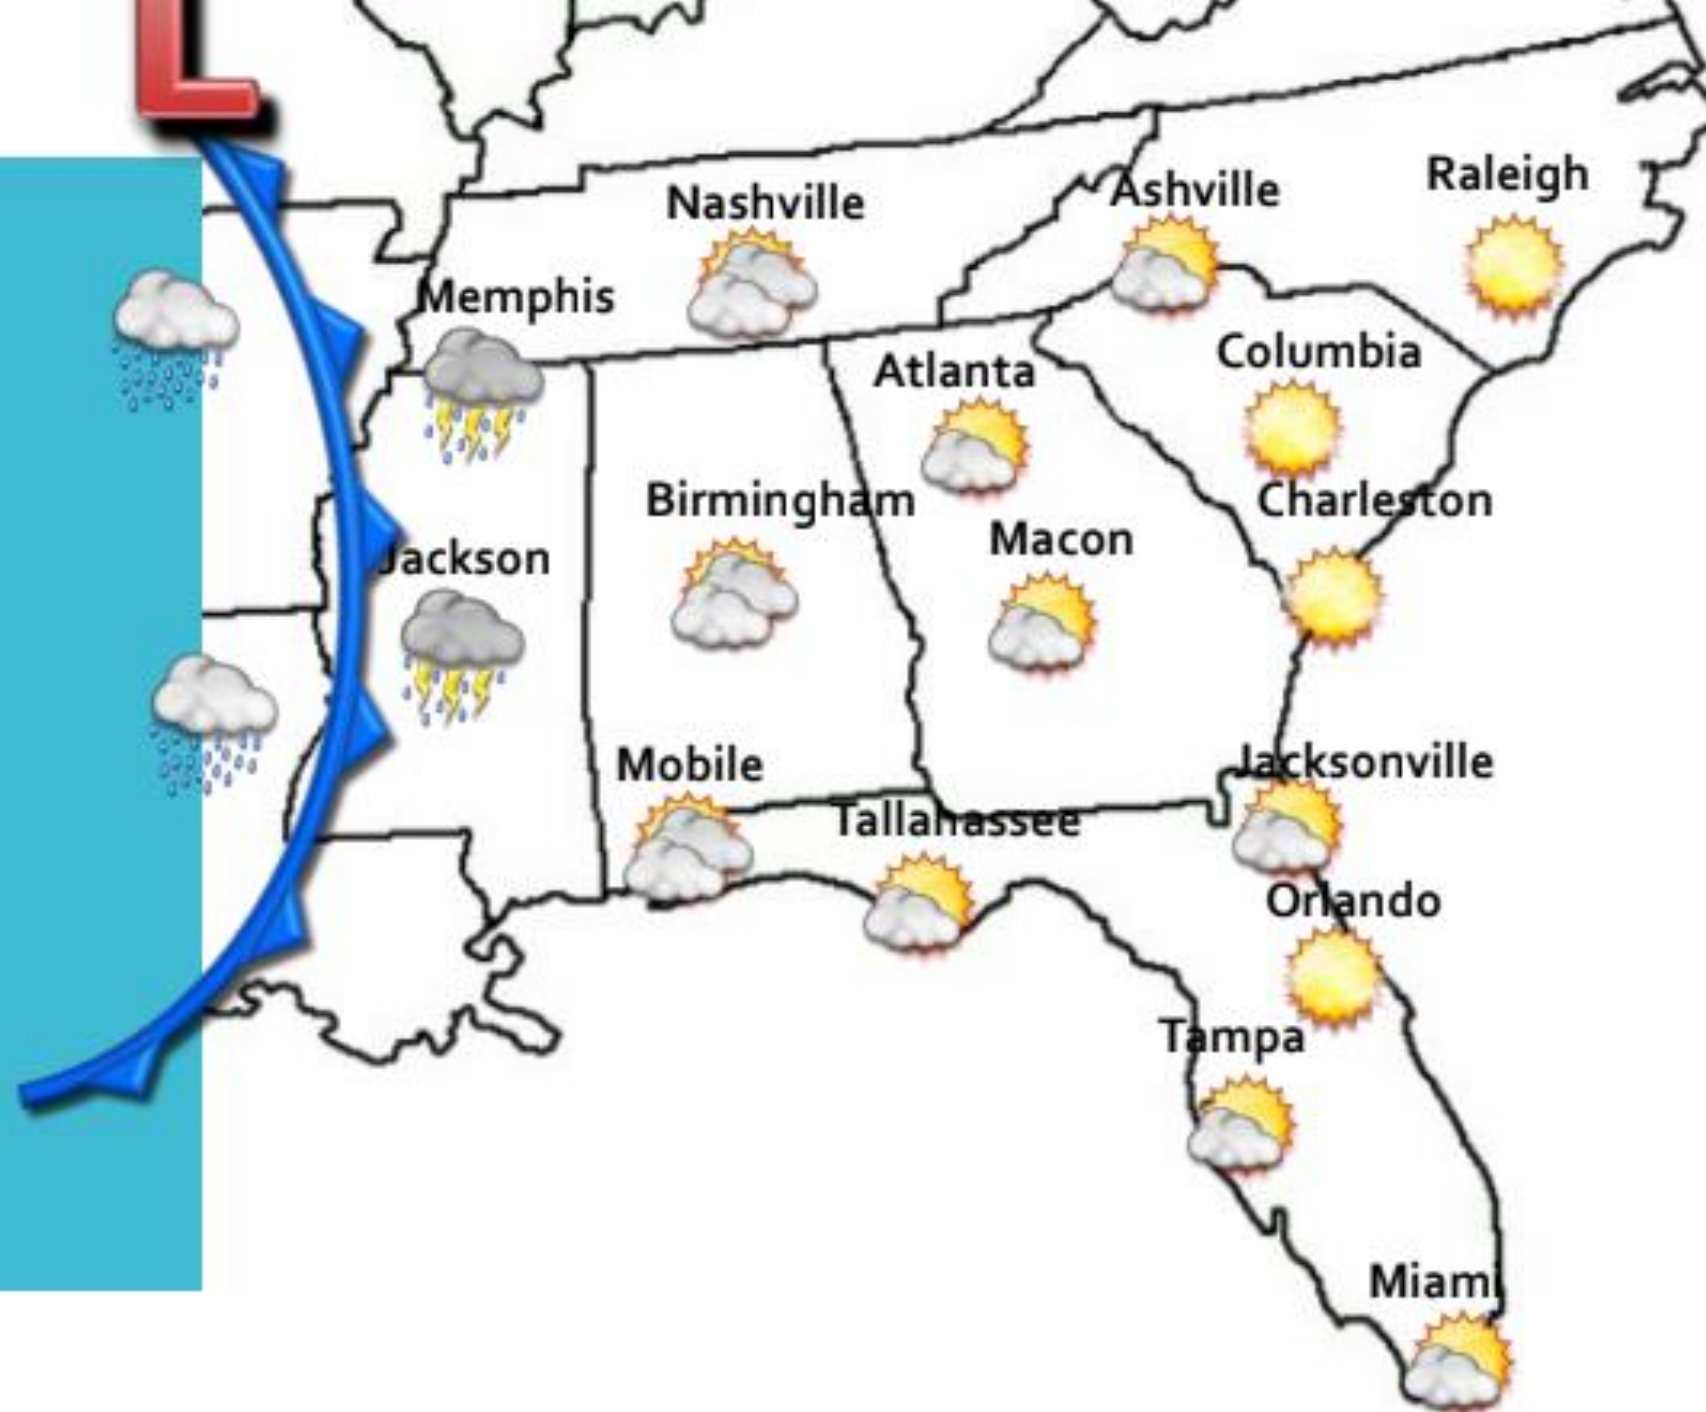 L
Raleigh
Ashville
Nashville
Memphis
Columbia
Atlanta
Charleston
Birmingham
Macon
Jackson
Jacksonville
Mobile
Tallahassee
Orlando
Tampa
Miami